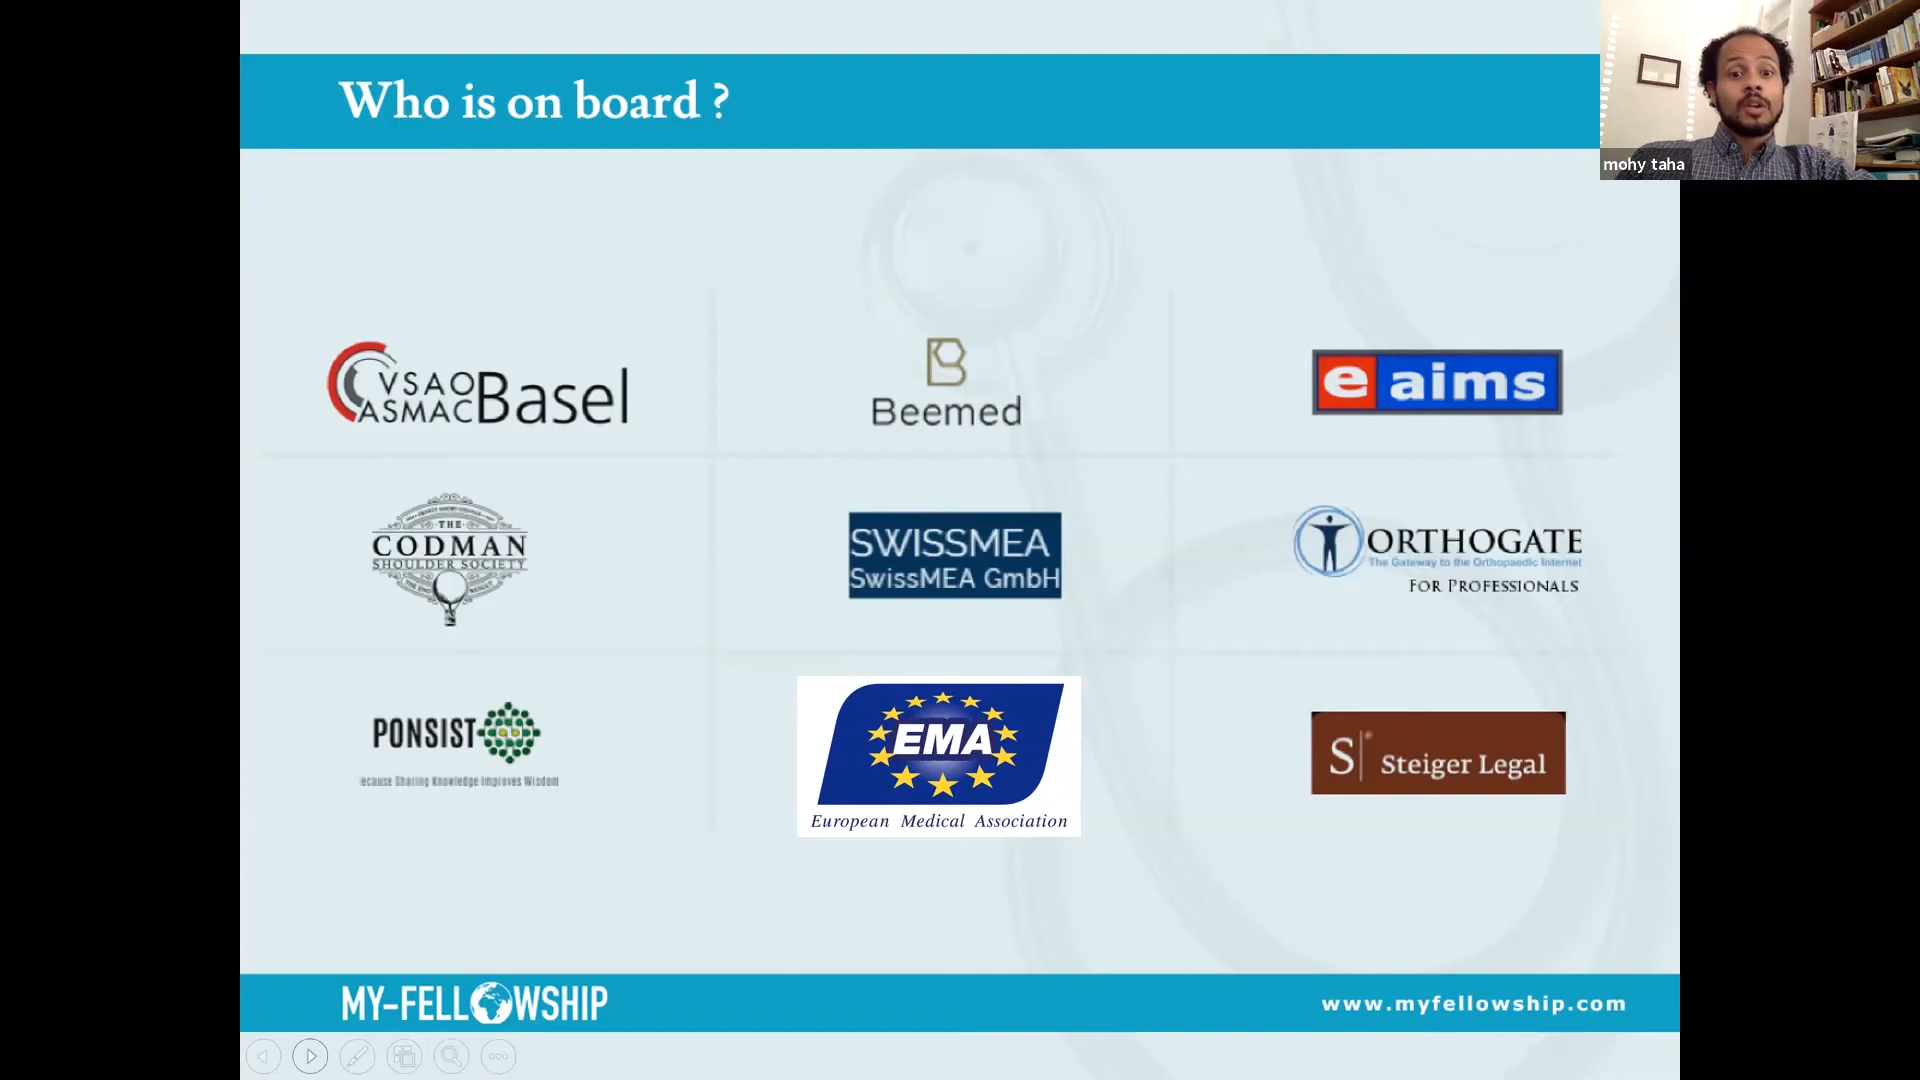 Who is on board ?
mohy taha
VSAO
ASMAC Basel
Beemed
e aims
THE
CODMAN
SHOULDER SOCIETY
SWISSMEA
SwissMEA GmbH
ORTHOGATE
The Gateway to the Orthopaedic Internet
FOR PROFESSIONALS
PONSIST
ecause Sharing Knowledge Improves Wisdom
EMA
European Medical Association
S ® Steiger Legal
MY-FELLOWSHIP
www.myfellowship.com